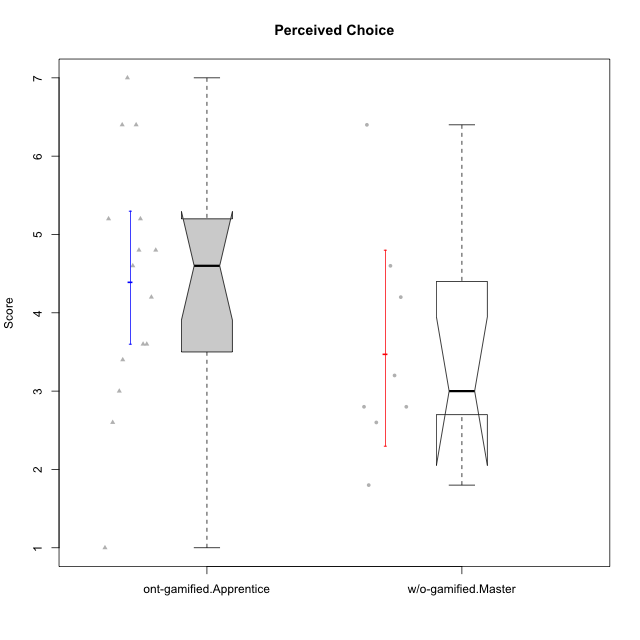 Perceived Choice
Score
7
6
5
4
3
2
1
ont-gamified.Apprentice
w/o-gamified.Master